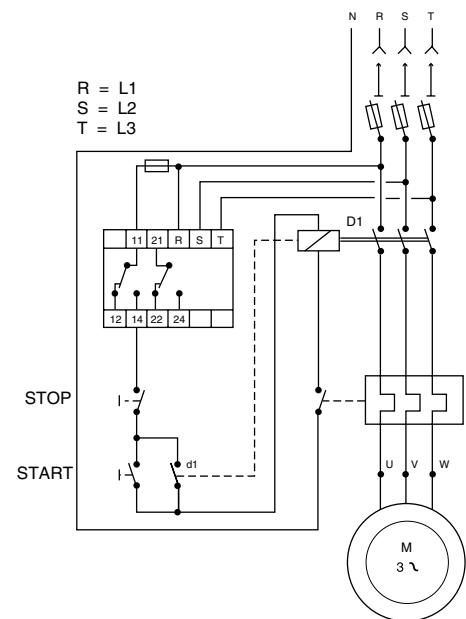 N R S T
R = L1
S = L2
T = L3
D1
11 21 R S T
12 14 22 24
STOP
START
d1
U V W
M
3 ~